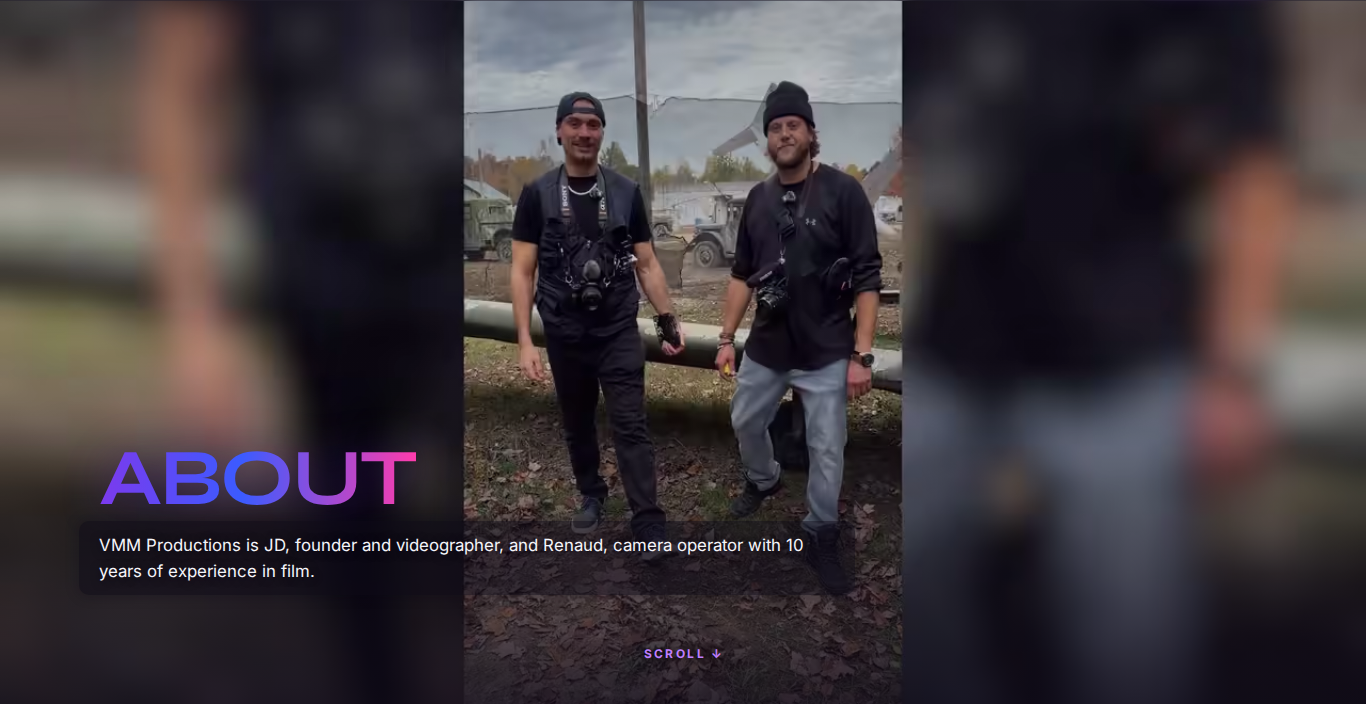 ABOUT
VMM Productions is JD, founder and videographer, and Renaud, camera operator with 10
years of experience in film.
SCROLL ↓
SONY